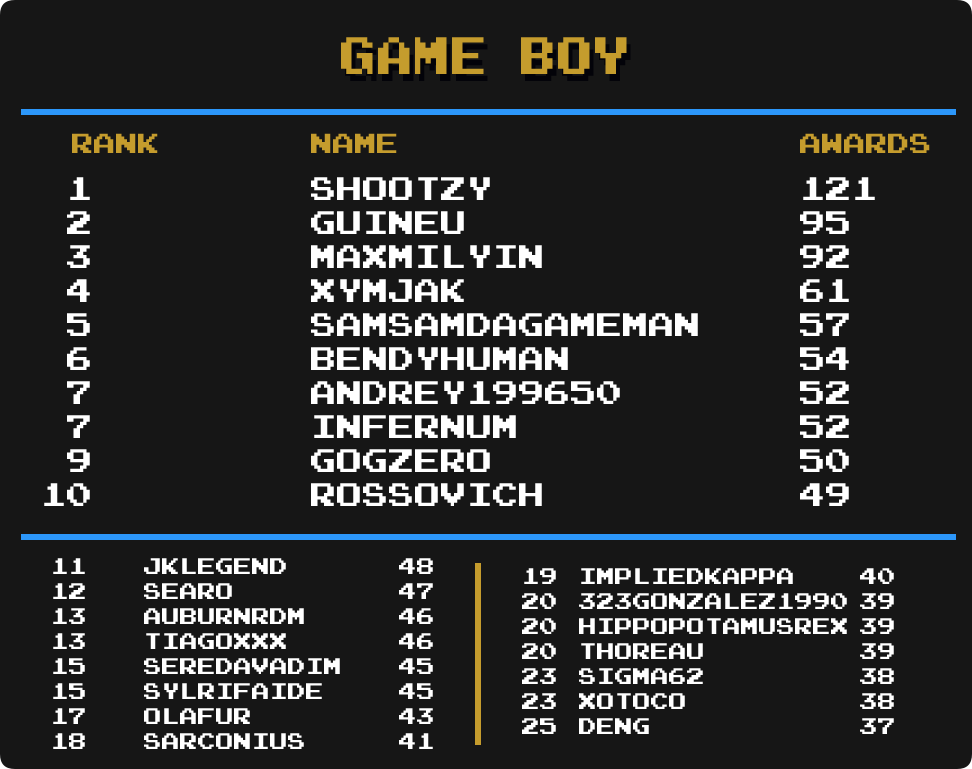 GAME BOY
RANK NAME AWARDS
1 SHOOTZY 121
2 GUINEU 95
3 MAXMILYIN 92
4 XYMJAK 61
5 SAMSAMDAGAMEMAN 57
6 BENDYHUMAN 54
7 ANDREY199650 52
7 INFERNUM 52
9 GOGZERO 50
10 ROSSOVICH 49
11 JKLEGEND 48
12 SEARO 47
13 AUBURNRDM 46
13 TIAGOXXX 46
15 SEREDAVADIM 45
15 SYLRIFAIDE 45
17 OLAFUR 43
18 SARCONIUS 41
19 IMPLIEDKAPPA 40
20 323GONZALEZ1990 39
20 HIPPOPOTAMUSREX 39
20 THOREAU 39
23 SIGMA62 38
23 XOTOCO 38
25 DENG 37